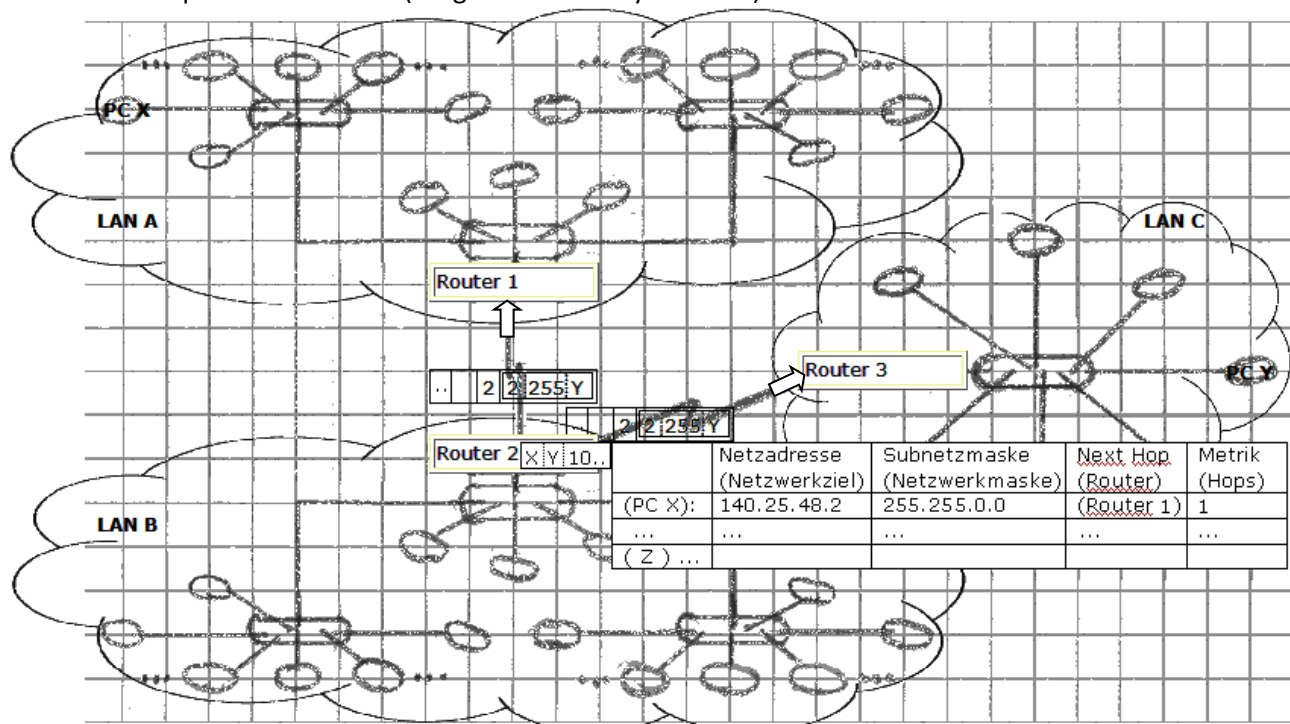 PC X
LAN A
LAN C
Router 1
Router 3
PC Y
.. 2 2 255 Y
2 2 255 Y
Router 2 X Y 10..
Netzadresse (Netzwerkziel) Subnetzmaske (Netzwerkmaske) Next Hop (Router) Metrik (Hops)
(PC X): 140.25.48.2 255.255.0.0 (Router 1) 1
... ... ... ... ...
( Z ) ...
LAN B